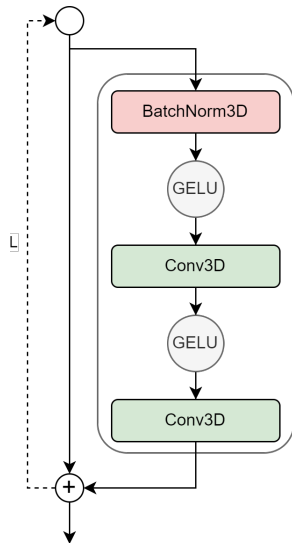 BatchNorm3D
GELU
L
Conv3D
GELU
Conv3D
+